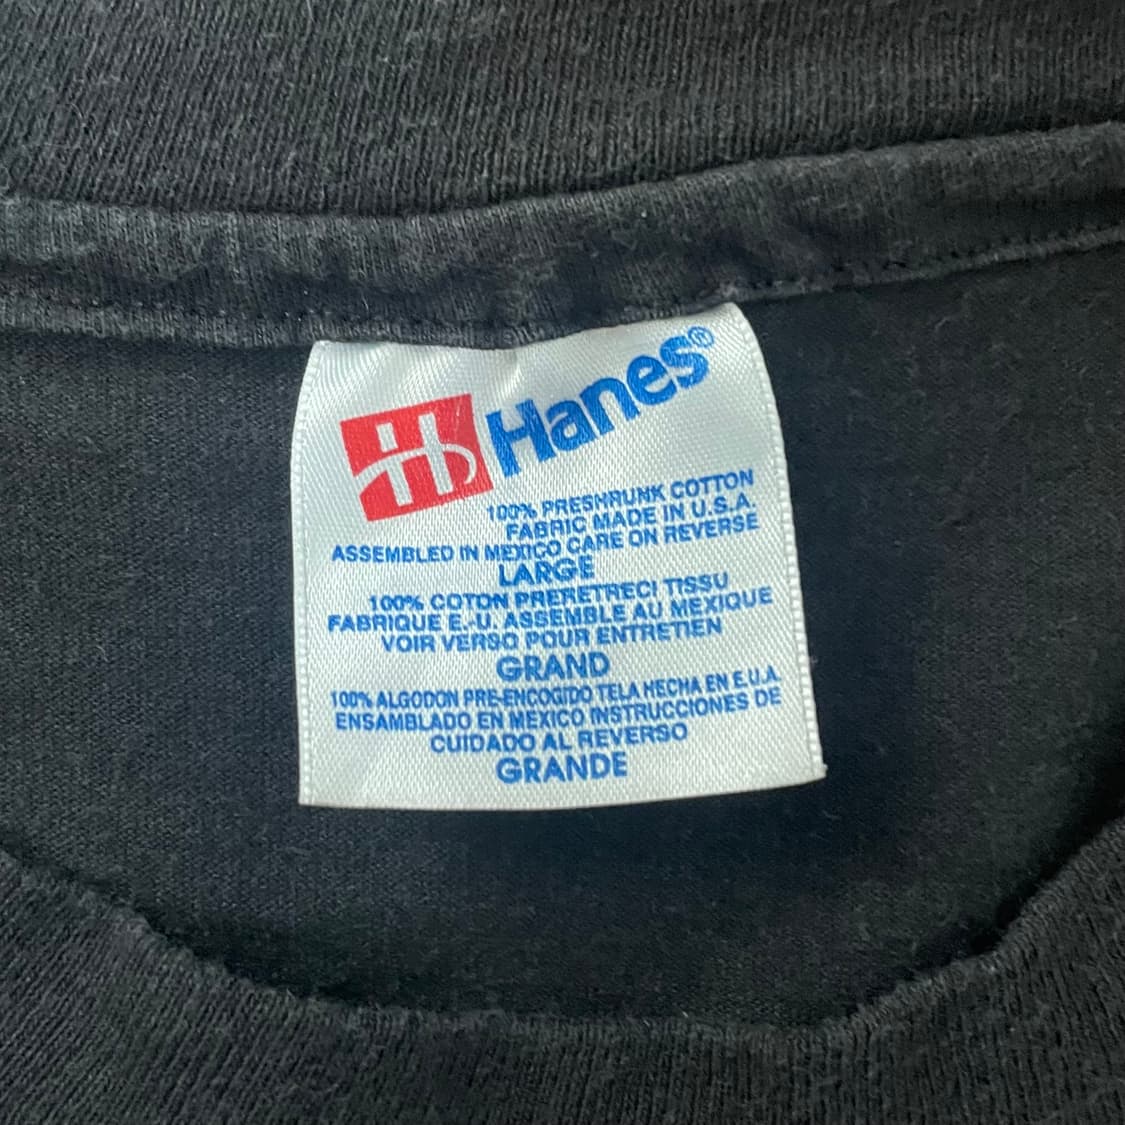 H Hanes®
100% PRESHRUNK COTTON
FABRIC MADE IN U.S.A.
ASSEMBLED IN MEXICO CARE ON REVERSE
LARGE
100% COTON PRERETRECI TISSU
FABRIQUE E.-U. ASSEMBLE AU MEXIQUE
VOIR VERSO POUR ENTRETIEN
GRAND
100% ALGODON PRE-ENCOGIDO TELA HECHA EN E.U.A.
ENSAMBLADO EN MEXICO INSTRUCCIONES DE
CUIDADO AL REVERSO
GRANDE